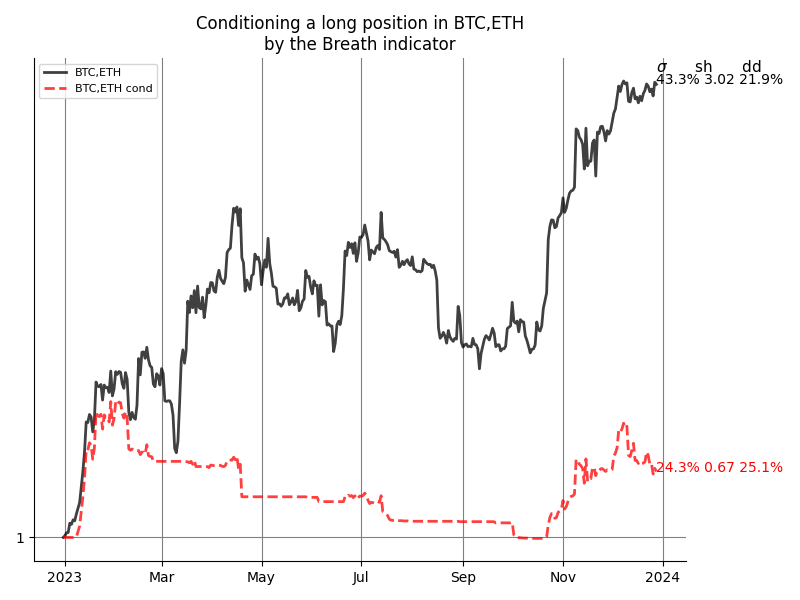 Conditioning a long position in BTC,ETH
by the Breath indicator
BTC,ETH
BTC,ETH cond
σ sh dd
43.3% 3.02 21.9%
24.3% 0.67 25.1%
1
2023 Mar May Jul Sep Nov 2024